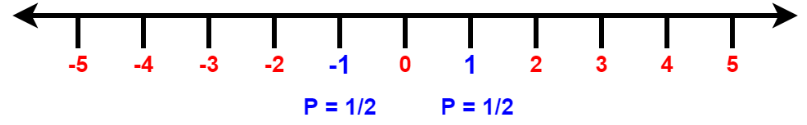 -5 -4 -3 -2 -1 0 1 2 3 4 5
P = 1/2 P = 1/2